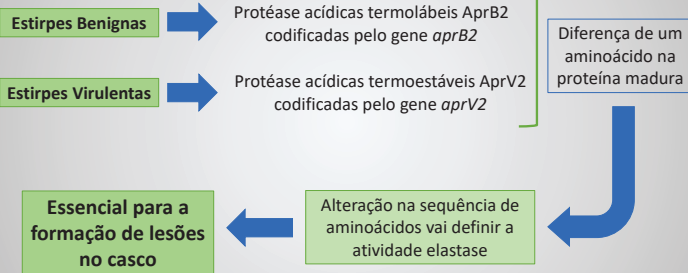 Estirpes Benignas
Protéase acídicas termolábeis AprB2
codificadas pelo gene aprB2
Estirpes Virulentas
Protéase acídicas termoestáveis AprV2
codificadas pelo gene aprV2
Diferença de um
aminoácido na
proteína madura
Alteração na sequência de
aminoácidos vai definir a
atividade elastase
Essencial para a
formação de lesões
no casco